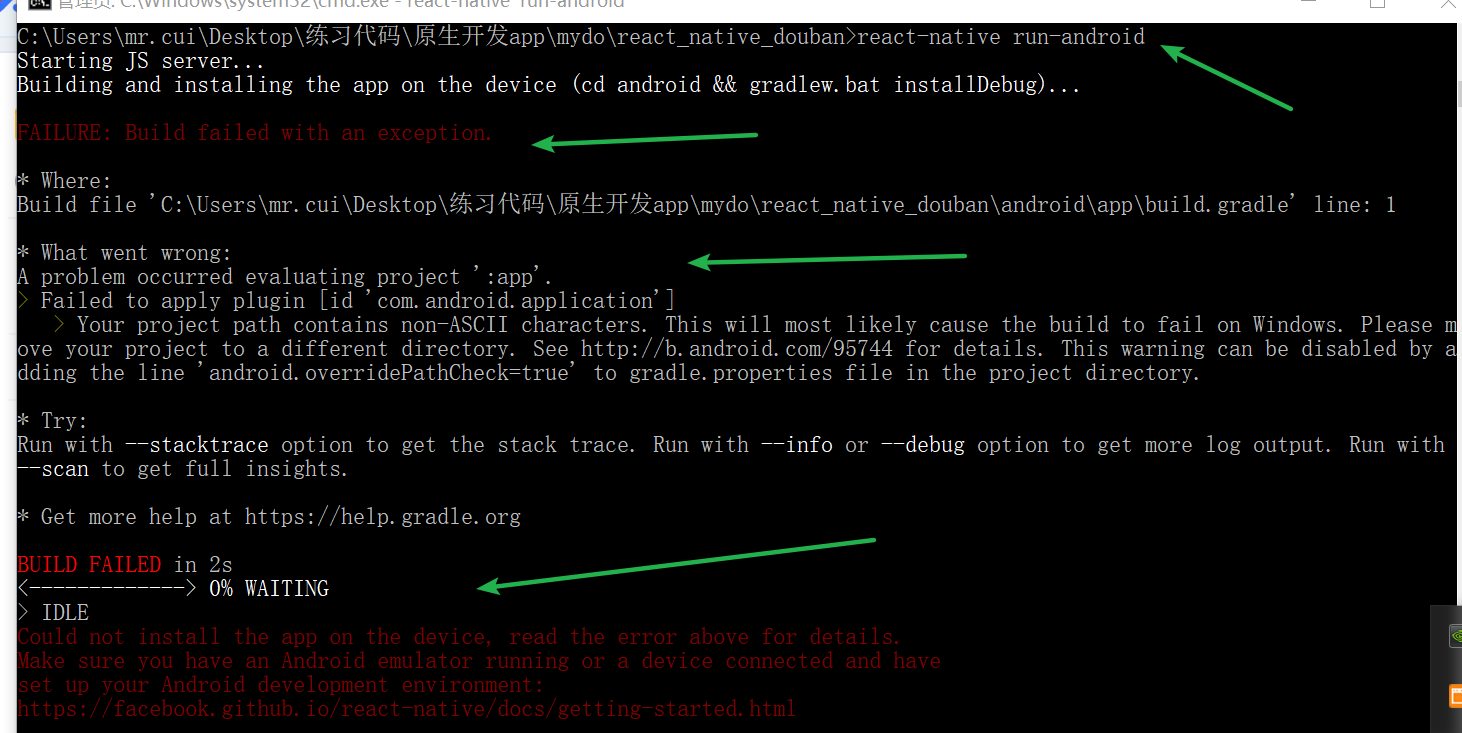 管理员: C:\Windows\system32\cmd.exe - react-native run-android
C:\Users\mr.cui\Desktop\练习代码\原生开发app\mydo\react_native_douban>react-native run-android
Starting JS server...
Building and installing the app on the device (cd android && gradlew.bat installDebug)...
FAILURE: Build failed with an exception.
* Where:
Build file 'C:\Users\mr.cui\Desktop\练习代码\原生开发app\mydo\react_native_douban\android\app\build.gradle' line: 1
* What went wrong:
A problem occurred evaluating project ':app'.
> Failed to apply plugin [id 'com.android.application']
> Your project path contains non-ASCII characters. This will most likely cause the build to fail on Windows. Please m
ove your project to a different directory. See http://b.android.com/95744 for details. This warning can be disabled by a
dding the line 'android.overridePathCheck=true' to gradle.properties file in the project directory.
* Try:
Run with --stacktrace option to get the stack trace. Run with --info or --debug option to get more log output. Run with
--scan to get full insights.
* Get more help at https://help.gradle.org
BUILD FAILED in 2s
<-------------> 0% WAITING
> IDLE
Could not install the app on the device, read the error above for details.
Make sure you have an Android emulator running or a device connected and have
set up your Android development environment:
https://facebook.github.io/react-native/docs/getting-started.html